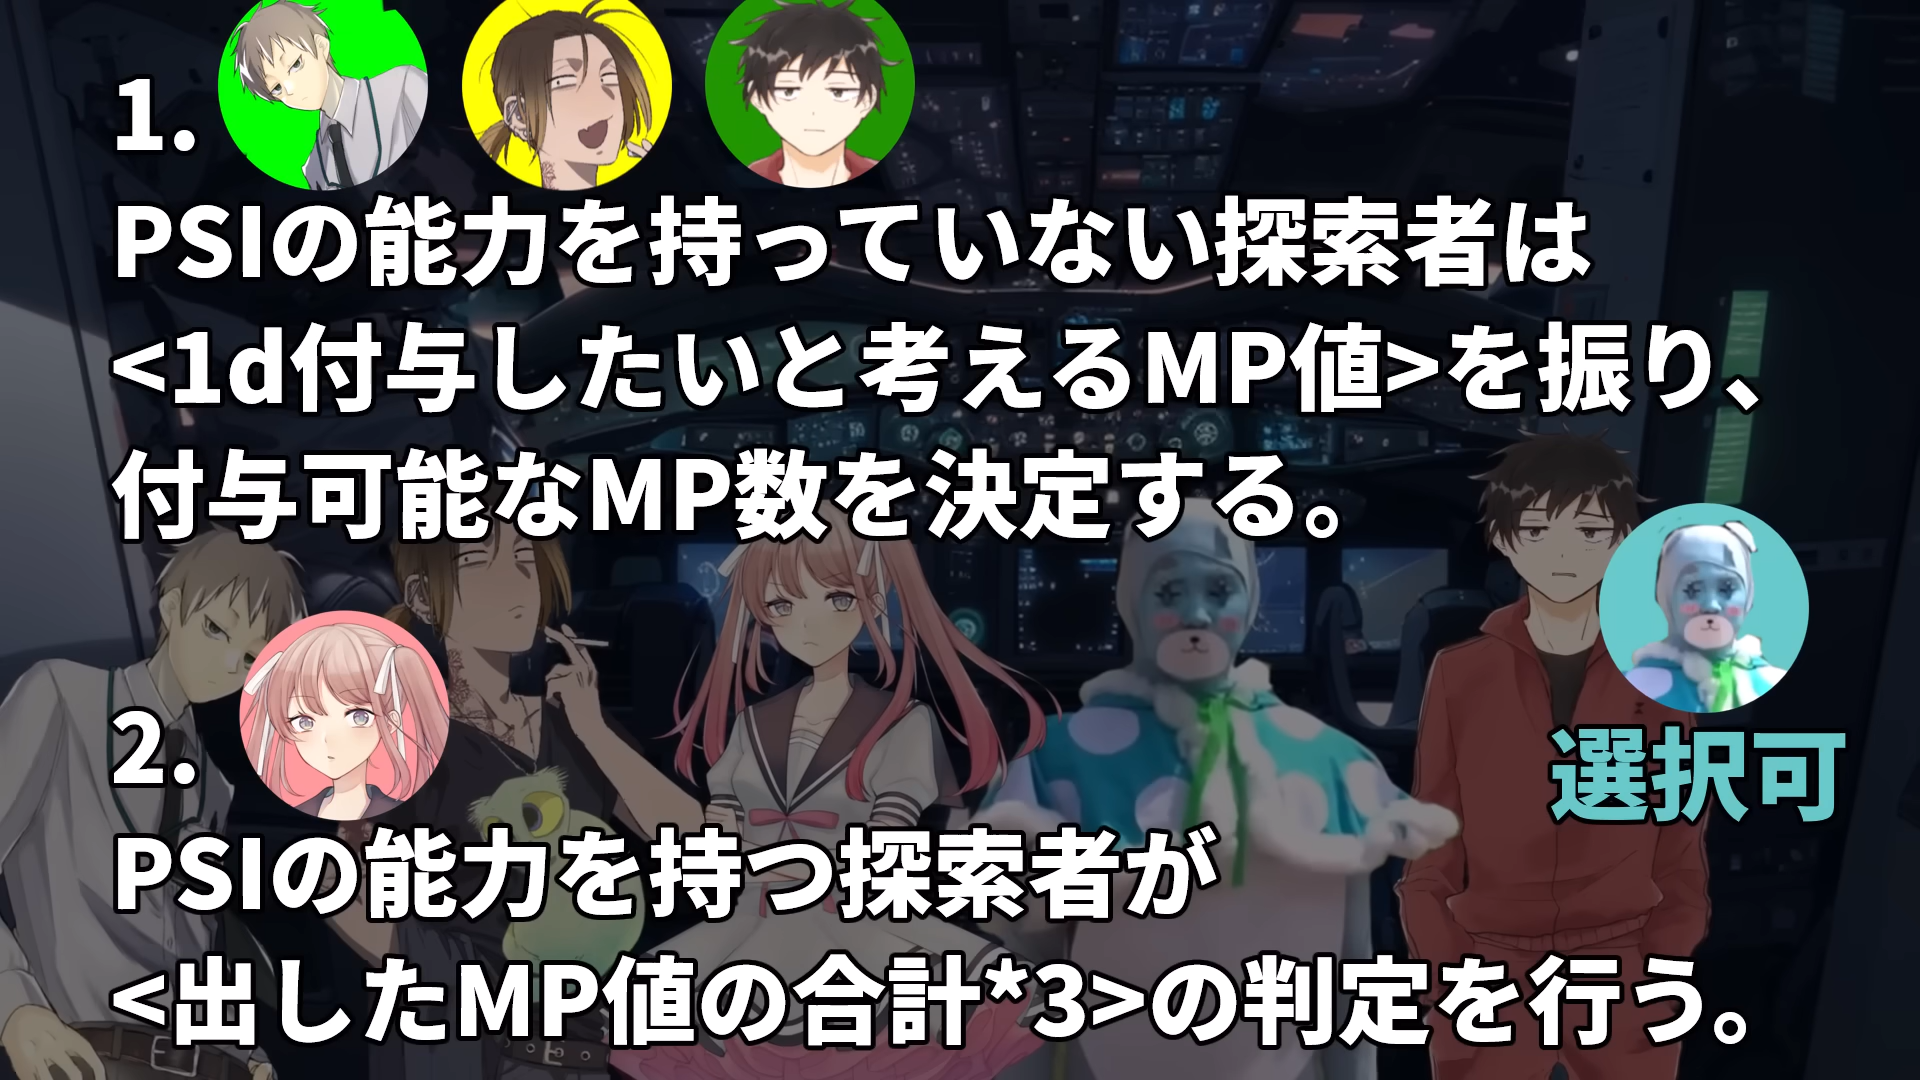 1.
PSIの能力を持っていない探索者は
<1d付与したいと考えるMP値>を振り、
付与可能なMP数を決定する。
選択可
2.
PSIの能力を持つ探索者が
<出したMP値の合計*3>の判定を行う。